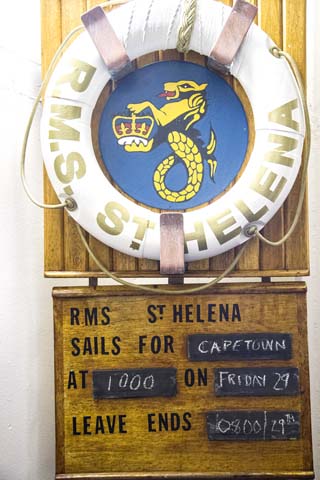 R.M.S. ST. HELENA
RMS ST HELENA
SAILS FOR CAPETOWN
AT 1000 ON FRIDAY 29
LEAVE ENDS 0800/29TH